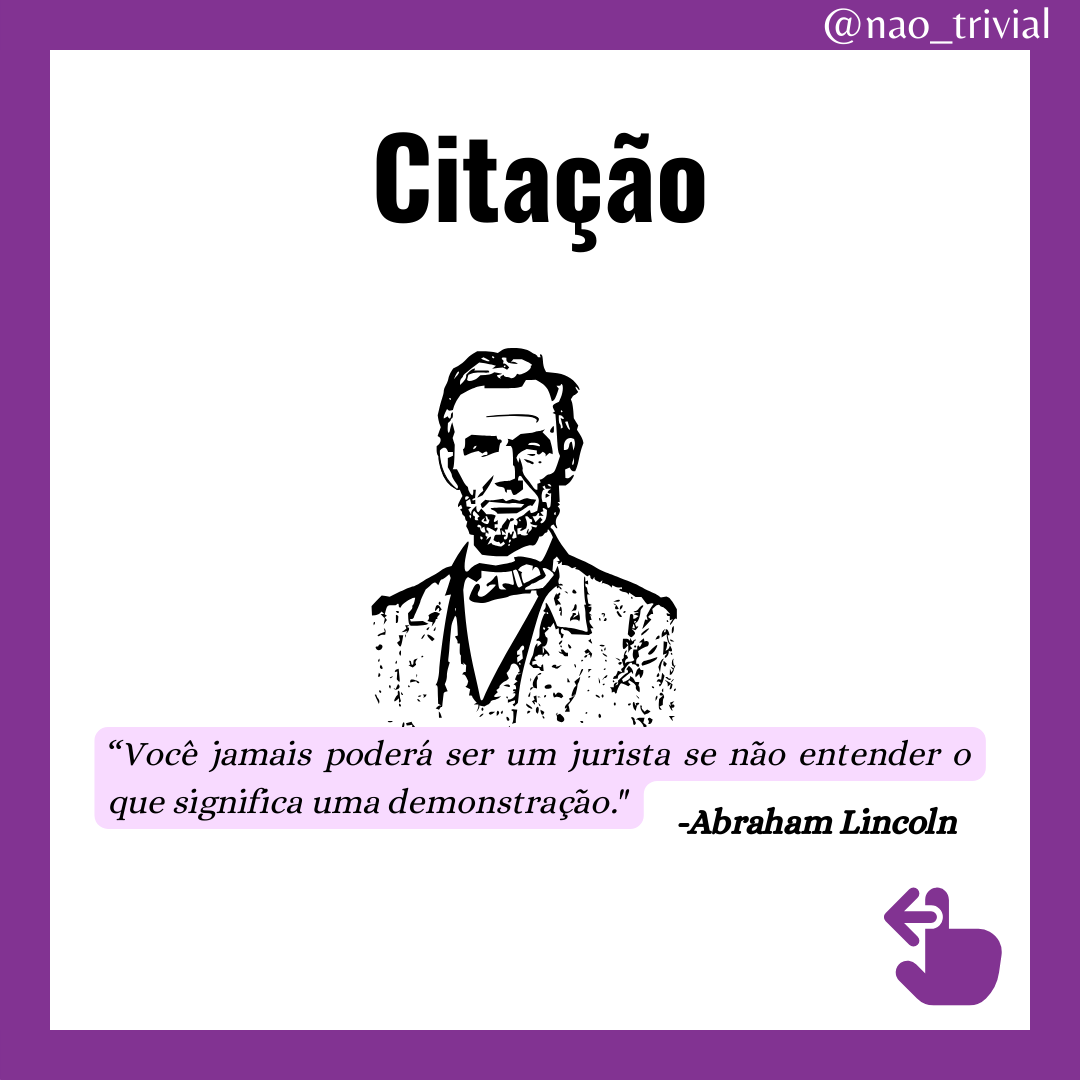 @nao_trivial
Citação
“Você jamais poderá ser um jurista se não entender o
que significa uma demonstração."
-Abraham Lincoln